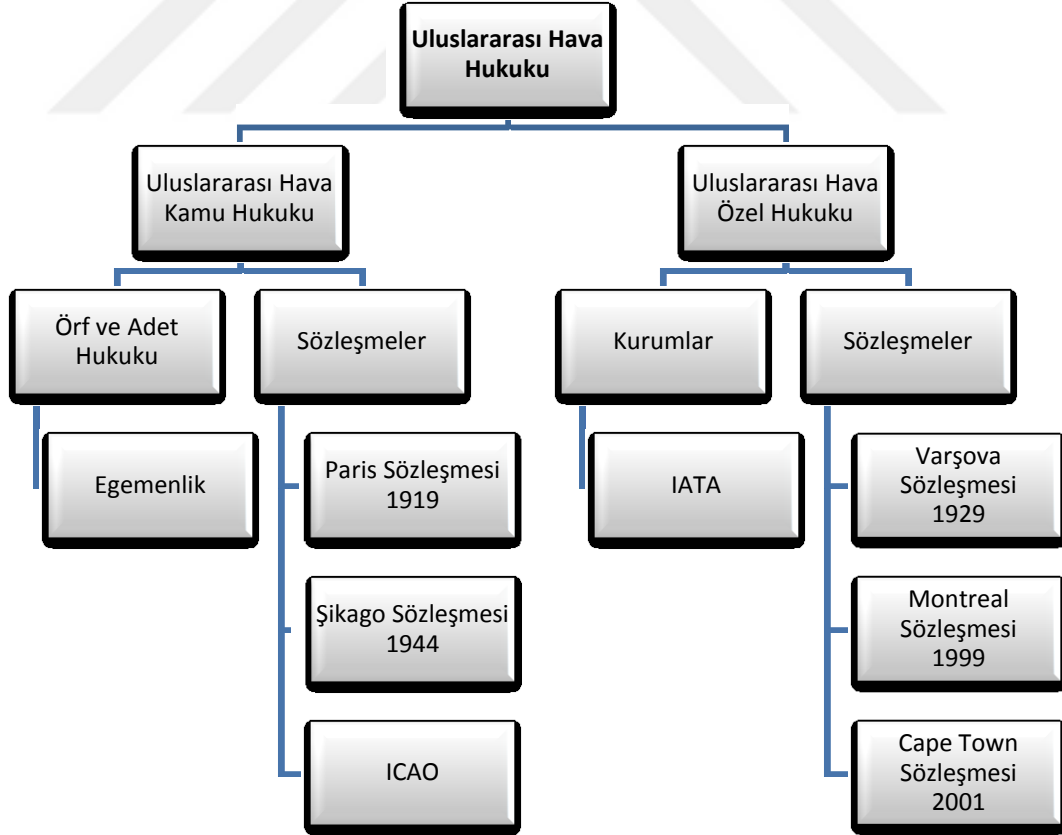 Uluslararası Hava
Hukuku
Uluslararası Hava
Kamu Hukuku
Uluslararası Hava
Özel Hukuku
Örf ve Adet
Hukuku
Sözleşmeler
Kurumlar
Sözleşmeler
Egemenlik
Paris Sözleşmesi
1919
IATA
Varşova
Sözleşmesi
1929
Şikago Sözleşmesi
1944
Montreal
Sözleşmesi
1999
ICAO
Cape Town
Sözleşmesi
2001